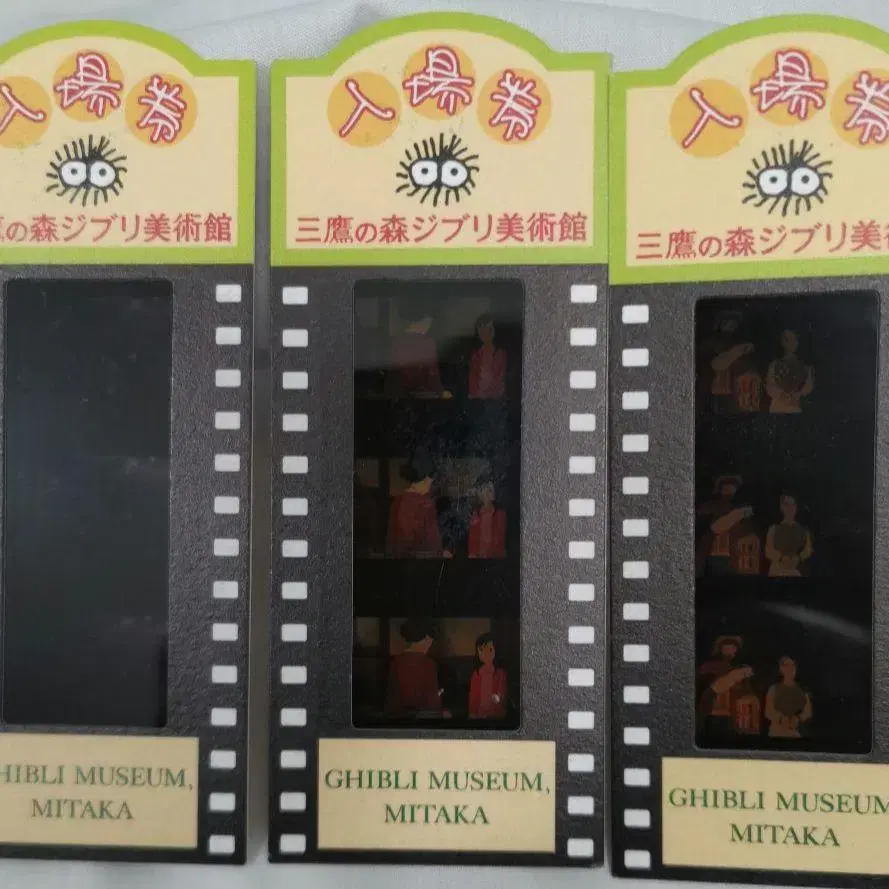 入場券
鷹の森ジブリ美術館
HIBLI MUSEUM,
MITAKA
入場券
三鷹の森ジブリ美術館
GHIBLI MUSEUM,
MITAKA
入場券
三鷹の森ジブリ美術
GHIBLI MUSEUM
MITAKA